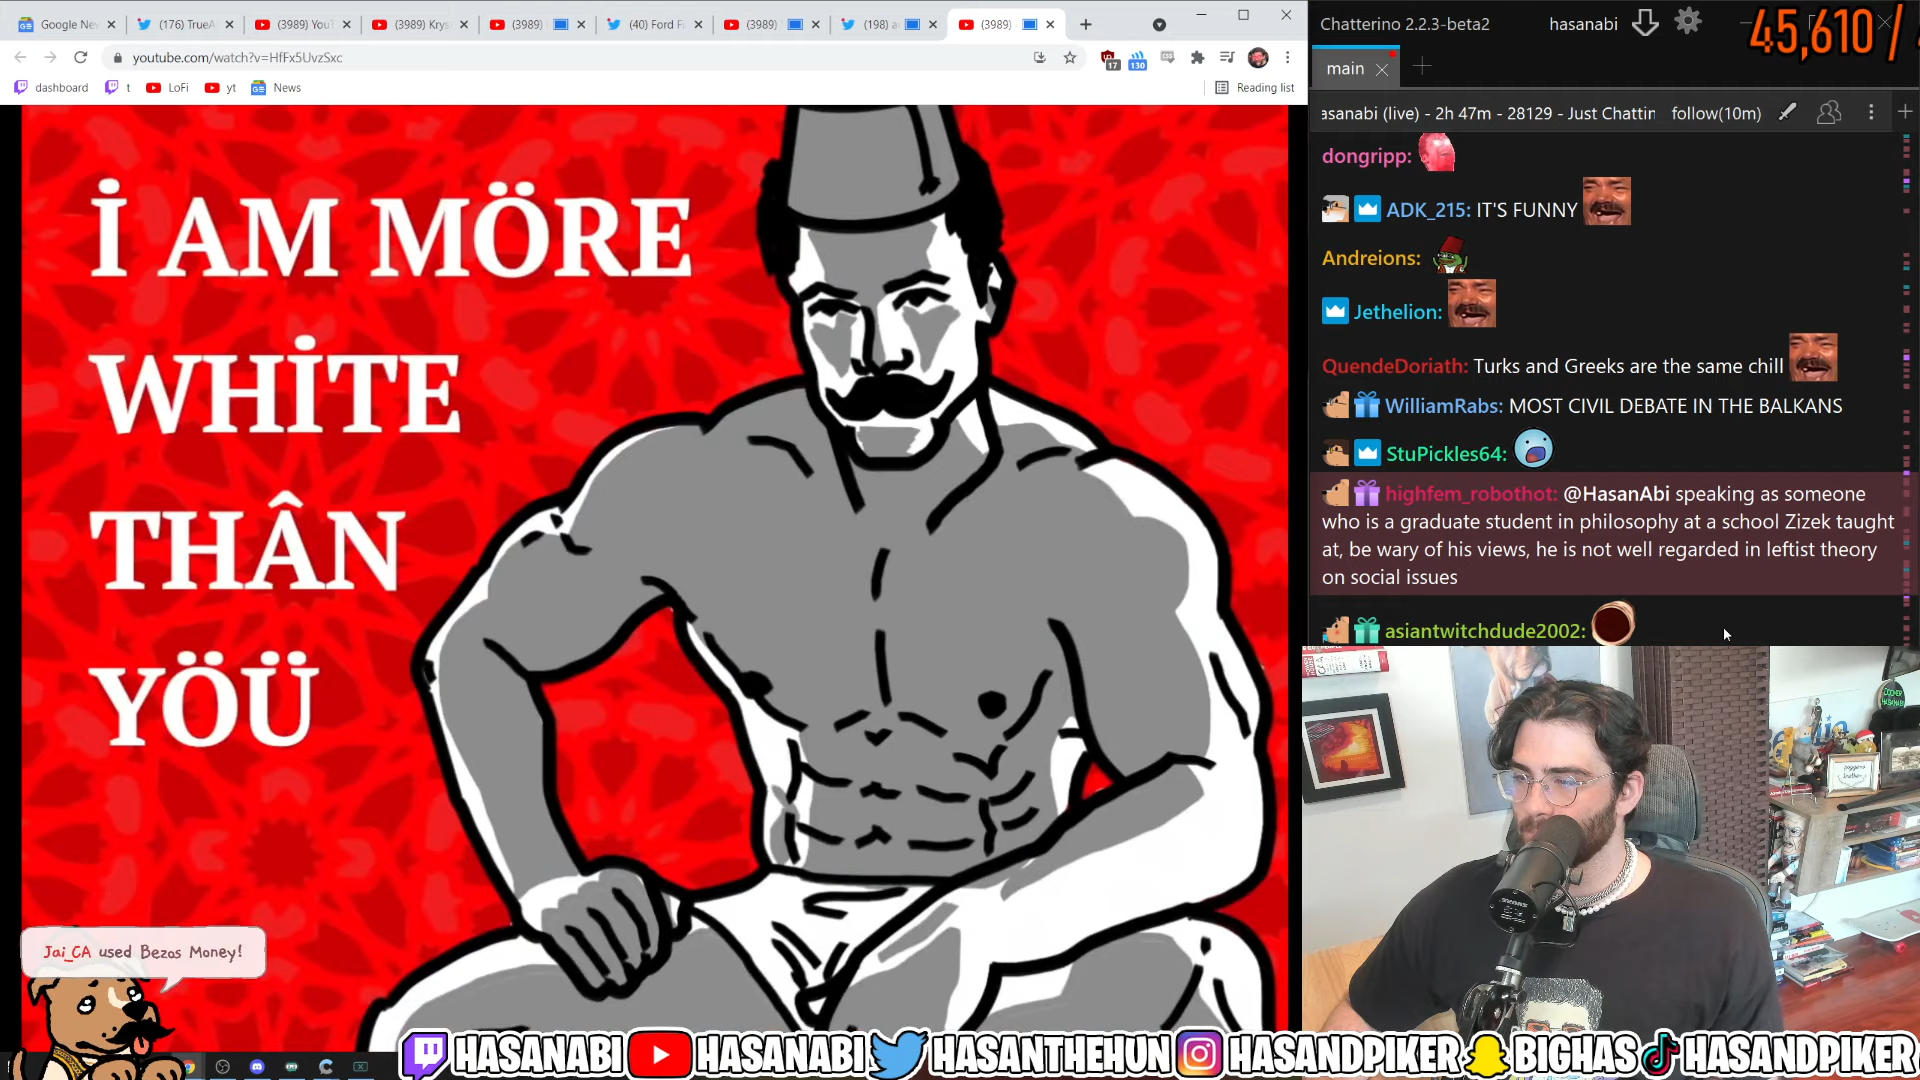 Google Ne
(176) TrueA
(3989) You
(3989) Krys
(3989)
(40) Ford F
(3989)
(198) a
(3989)
youtube.com/watch?v=HfFx5UvzSxc
17
130
dashboard
t
LoFi
yt
News
Reading list
İ AM MÖRE
WHİTE
THÂN
YÖÜ
Jai_CA used Bezos Money!
Chatterino 2.2.3-beta2
hasanabi
45,610 /
main
asanabi (live) - 2h 47m - 28129 - Just Chattin
follow(10m)
dongripp:
ADK_215: IT'S FUNNY
Andreions:
Jethelion:
QuendeDoriath: Turks and Greeks are the same chill
WilliamRabs: MOST CIVIL DEBATE IN THE BALKANS
StuPickles64:
highfem_robothot: @HasanAbi speaking as someone
who is a graduate student in philosophy at a school Zizek taught
at, be wary of his views, he is not well regarded in leftist theory
on social issues
asiantwitchdude2002:
HASANABI
HASANABI
HASANTHEHUN
HASANDPIKER
BIGHAS
HASANDPIKER